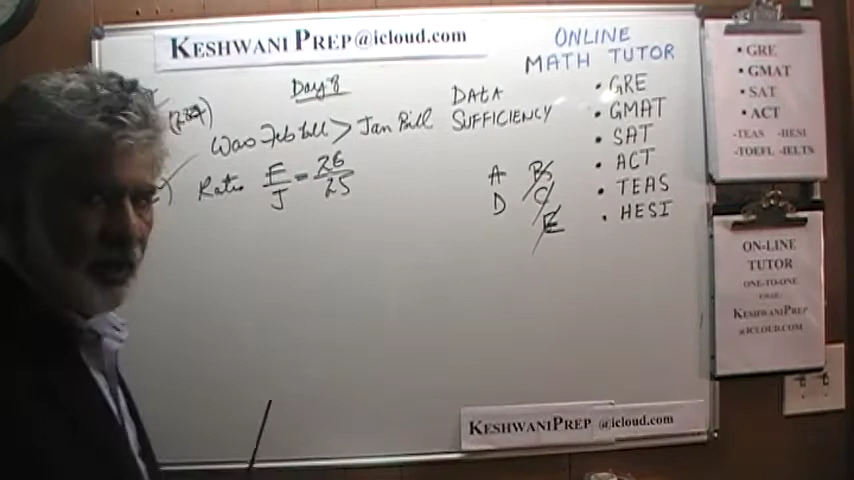 KESHWANI PREP@icloud.com
ONLINE
MATH TUTOR
Day 8
DATA
SUFFICIENCY
Was Feb bill > Jan Bill
Ratio F/J = 26/25
A B
D C
E
• GRE
• GMAT
• SAT
• ACT
• TEAS
• HESI
• GRE
• GMAT
• SAT
• ACT
-TEAS -HESI
-TOEFL -IELTS
ON-LINE
TUTOR
ONE-TO-ONE
KESHWANIPREP
@ICLOUD.COM
KESHWANIPREP @icloud.com